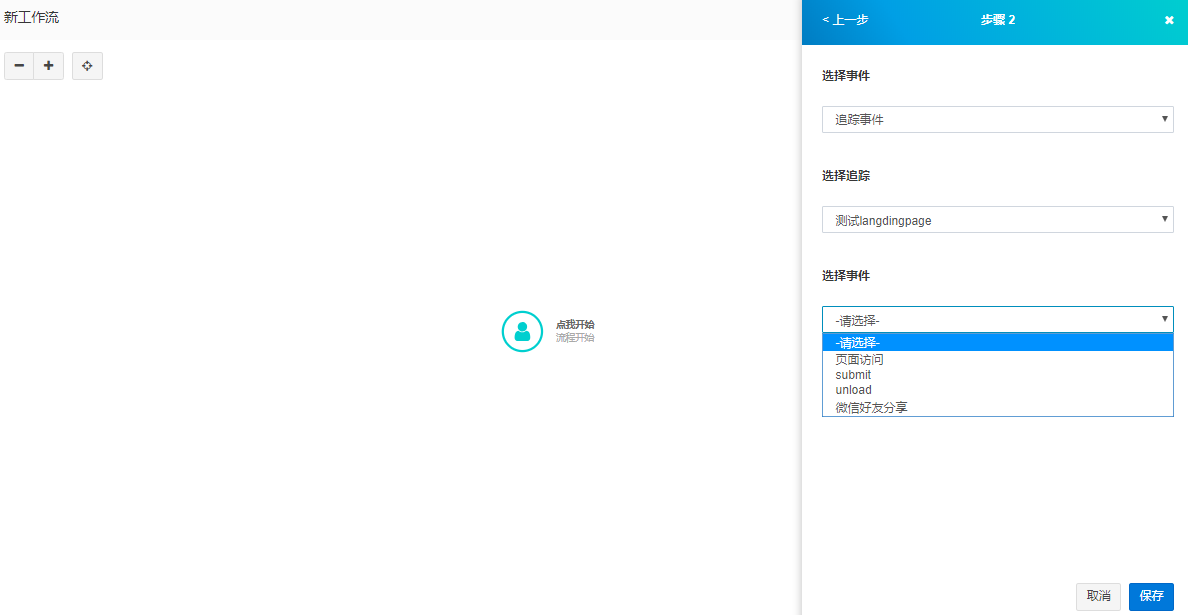 新工作流
< 上一步
步骤 2
选择事件
追踪事件
选择追踪
测试langdingpage
选择事件
-请选择-
-请选择-
页面访问
submit
unload
微信好友分享
点我开始
流程开始
取消
保存